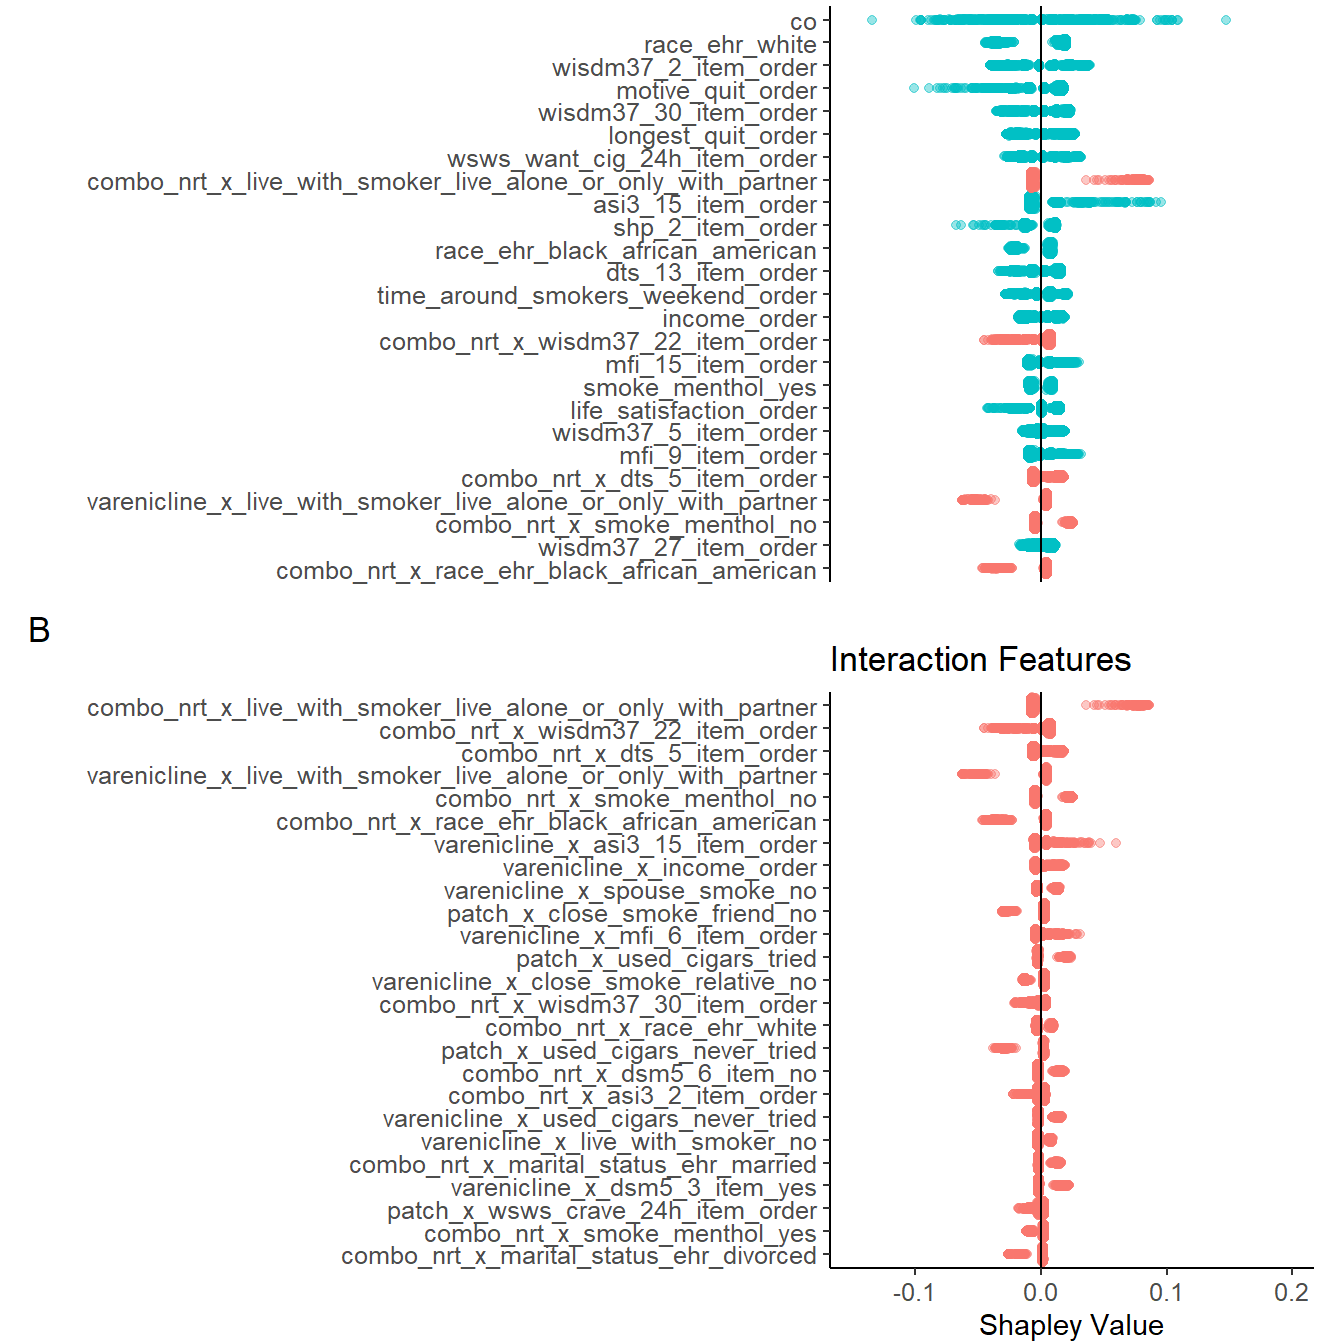 co
race_ehr_white
wisdm37_2_item_order
motive_quit_order
wisdm37_30_item_order
longest_quit_order
wsws_want_cig_24h_item_order
combo_nrt_x_live_with_smoker_live_alone_or_only_with_partner
asi3_15_item_order
shp_2_item_order
race_ehr_black_african_american
dts_13_item_order
time_around_smokers_weekend_order
income_order
combo_nrt_x_wisdm37_22_item_order
mfi_15_item_order
smoke_menthol_yes
life_satisfaction_order
wisdm37_5_item_order
mfi_9_item_order
combo_nrt_x_dts_5_item_order
varenicline_x_live_with_smoker_live_alone_or_only_with_partner
combo_nrt_x_smoke_menthol_no
wisdm37_27_item_order
combo_nrt_x_race_ehr_black_african_american
B
Interaction Features
combo_nrt_x_live_with_smoker_live_alone_or_only_with_partner
combo_nrt_x_wisdm37_22_item_order
combo_nrt_x_dts_5_item_order
varenicline_x_live_with_smoker_live_alone_or_only_with_partner
combo_nrt_x_smoke_menthol_no
combo_nrt_x_race_ehr_black_african_american
varenicline_x_asi3_15_item_order
varenicline_x_income_order
varenicline_x_spouse_smoke_no
patch_x_close_smoke_friend_no
varenicline_x_mfi_6_item_order
patch_x_used_cigars_tried
varenicline_x_close_smoke_relative_no
combo_nrt_x_wisdm37_30_item_order
combo_nrt_x_race_ehr_white
patch_x_used_cigars_never_tried
combo_nrt_x_dsm5_6_item_no
combo_nrt_x_asi3_2_item_order
varenicline_x_used_cigars_never_tried
varenicline_x_live_with_smoker_no
combo_nrt_x_marital_status_ehr_married
varenicline_x_dsm5_3_item_yes
patch_x_wsws_crave_24h_item_order
combo_nrt_x_smoke_menthol_yes
combo_nrt_x_marital_status_ehr_divorced
-0.1 0.0 0.1 0.2
Shapley Value